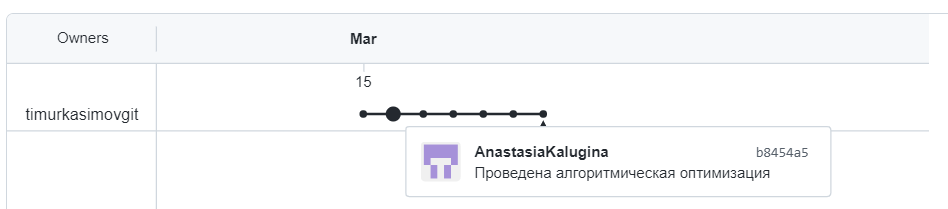 Owners
Mar
15
timurkasimovgit
AnastasiaKalugina b8454a5
Проведена алгоритмическая оптимизация